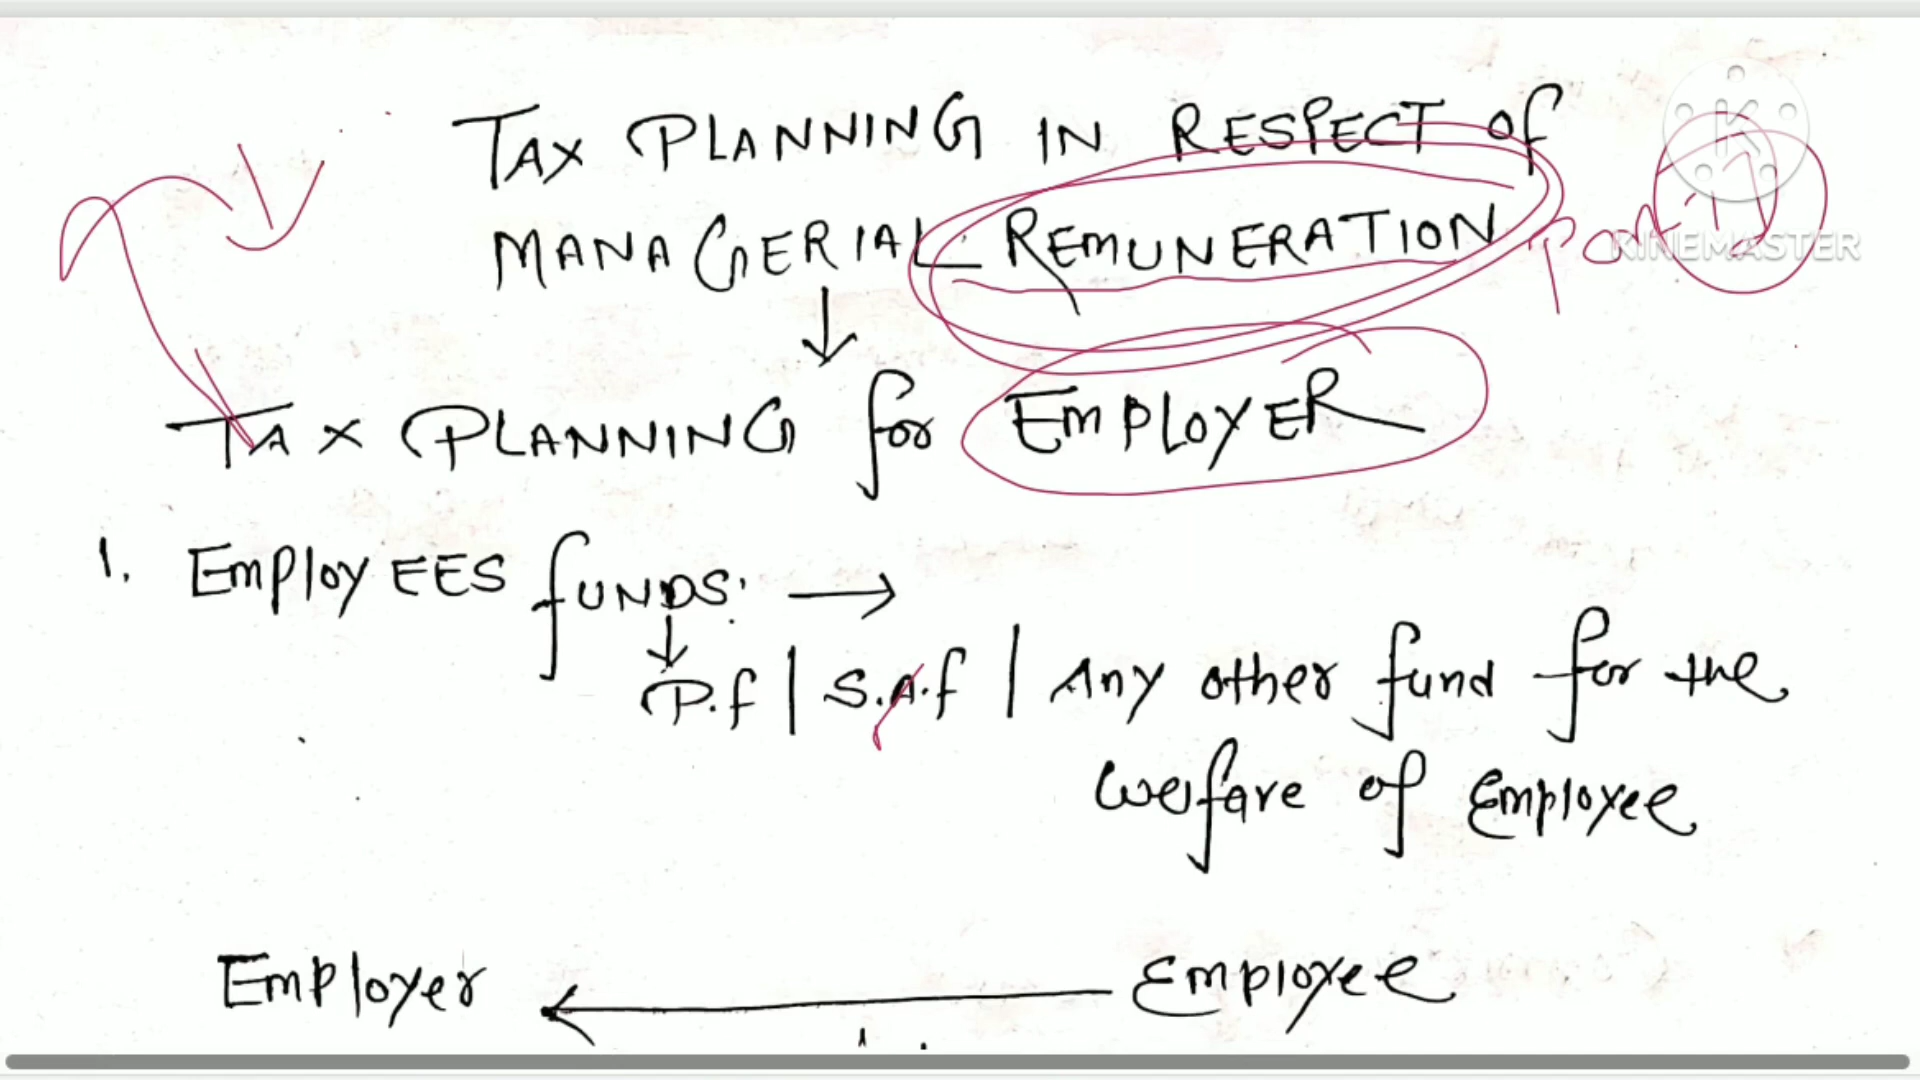 TAX PLANNING IN RESPECT Of
MANAGERIAL REMUNERATION
KINEMASTER
TAX PLANNING for EMPLOYER
1. EmployEES fUNDS:
P.f | S.A.f | Any other fund for the
welfare of Employee
Employer Employee